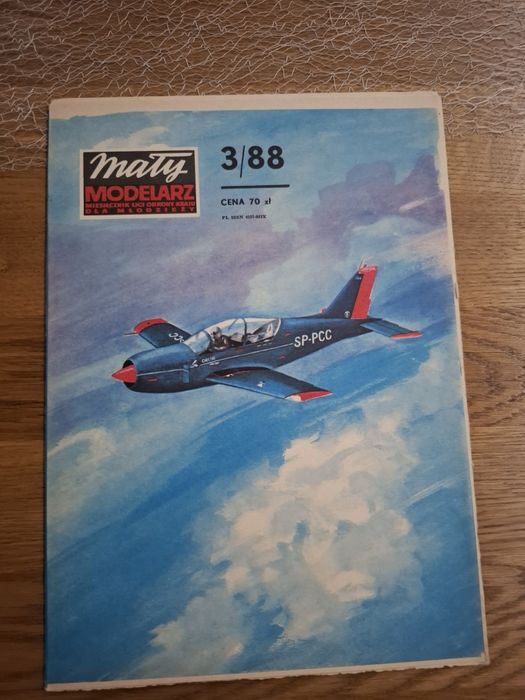 mały
MODELARZ
MIESIĘCZNIK LIGI OBRONY KRAJU
DLA MŁODZIEŻY
3/88
CENA 70 zł
SP-PCC